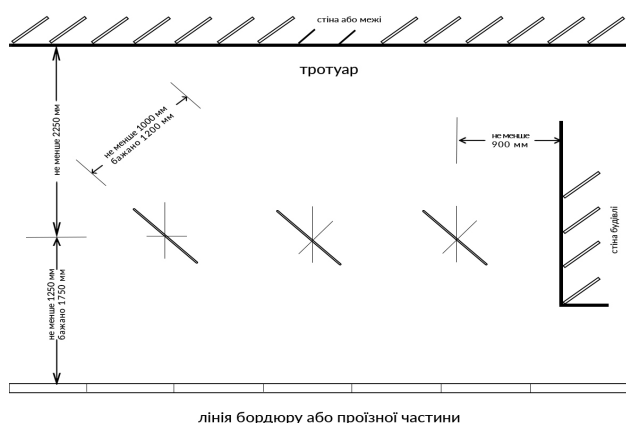 стіна або межі
тротуар
не менше 2250 мм
не менше 1000 мм
бажано 1200 мм
не менше
900 мм
стіна будівлі
не менше 1250 мм
бажано 1750 мм
лінія бордюру або проїзної частини